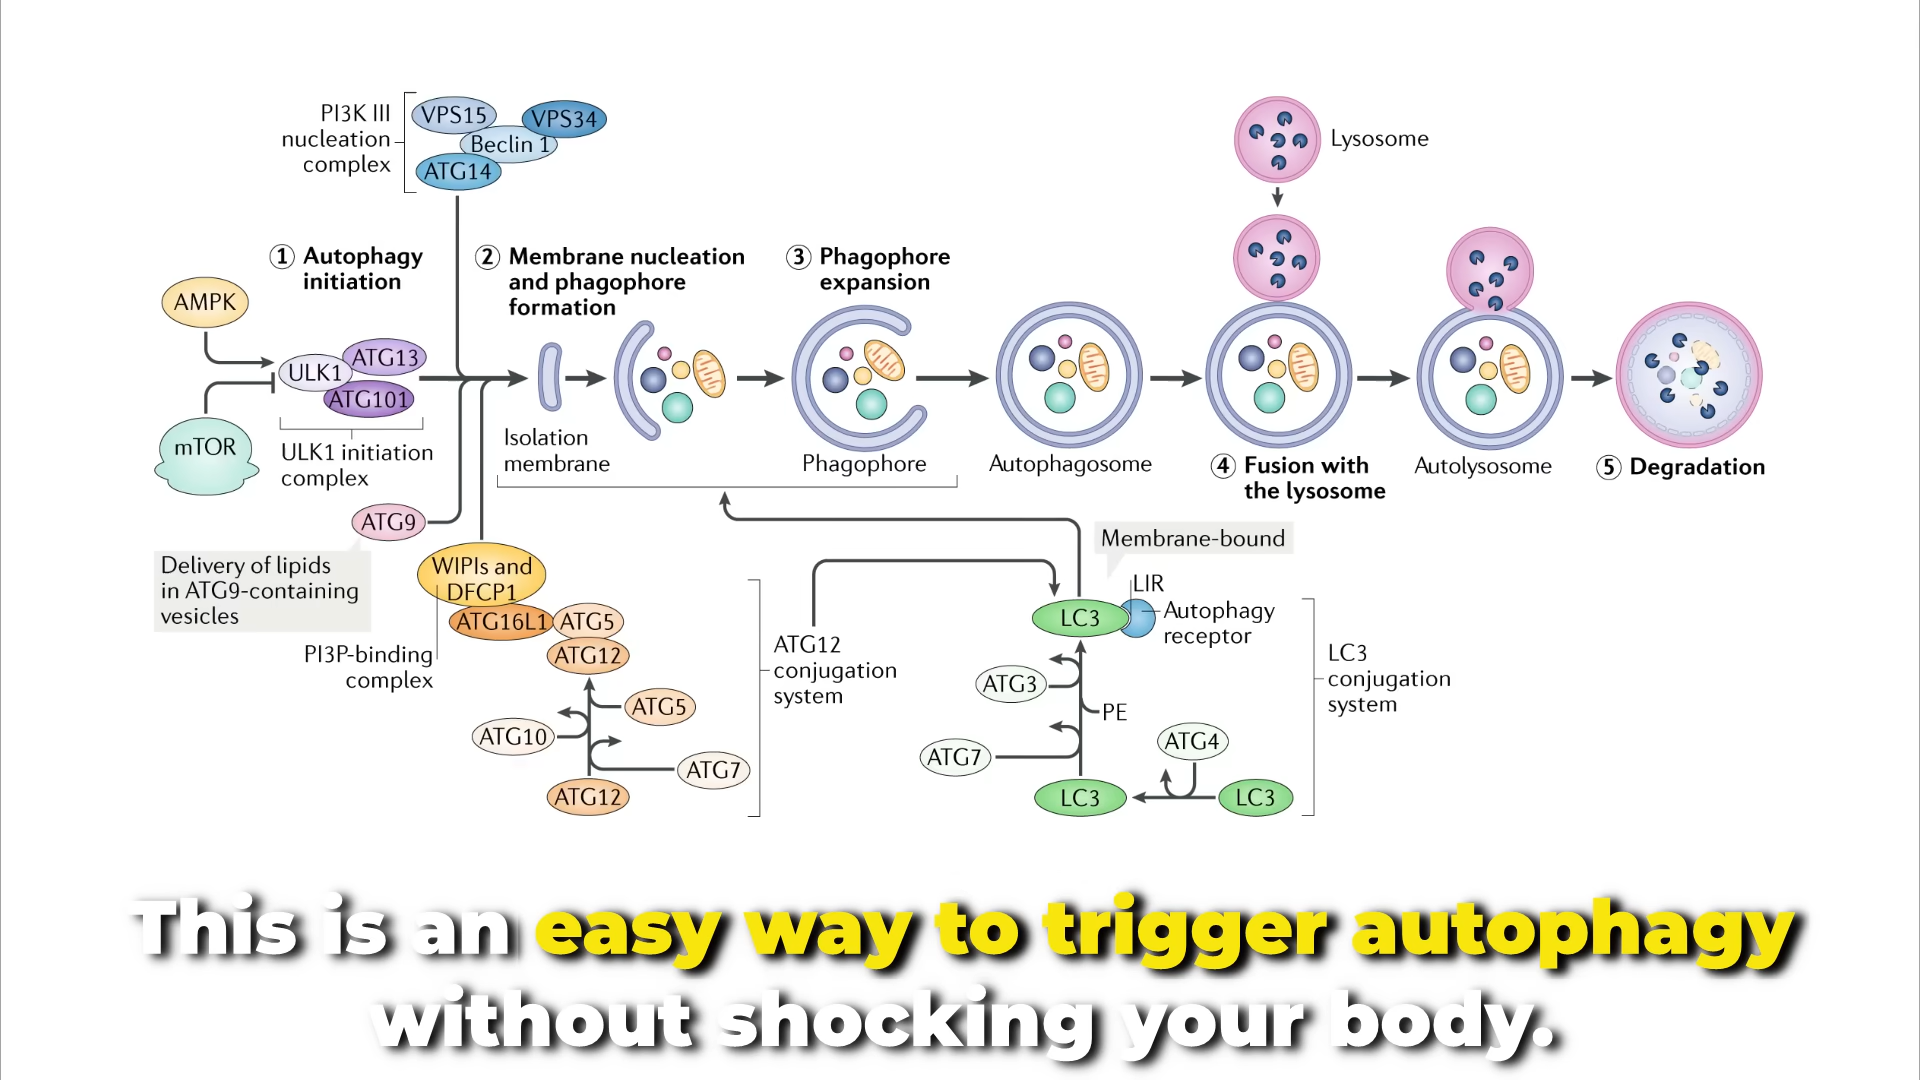 PI3K III
nucleation
complex
VPS15
VPS34
Beclin 1
ATG14
Lysosome
1 Autophagy
initiation
2 Membrane nucleation
and phagophore
formation
3 Phagophore
expansion
AMPK
ULK1
ATG13
ATG101
mTOR
ULK1 initiation
complex
Isolation
membrane
Phagophore
Autophagosome
4 Fusion with
the lysosome
Autolysosome
5 Degradation
ATG9
Delivery of lipids
in ATG9-containing
vesicles
WIPIs and
DFCP1
ATG16L1
ATG5
ATG12
PI3P-binding
complex
ATG5
ATG10
ATG7
ATG12
ATG12
conjugation
system
Membrane-bound
LIR
LC3
Autophagy
receptor
ATG3
PE
ATG7
ATG4
LC3
LC3
LC3
conjugation
system
This is an easy way to trigger autophagy
without shocking your body.